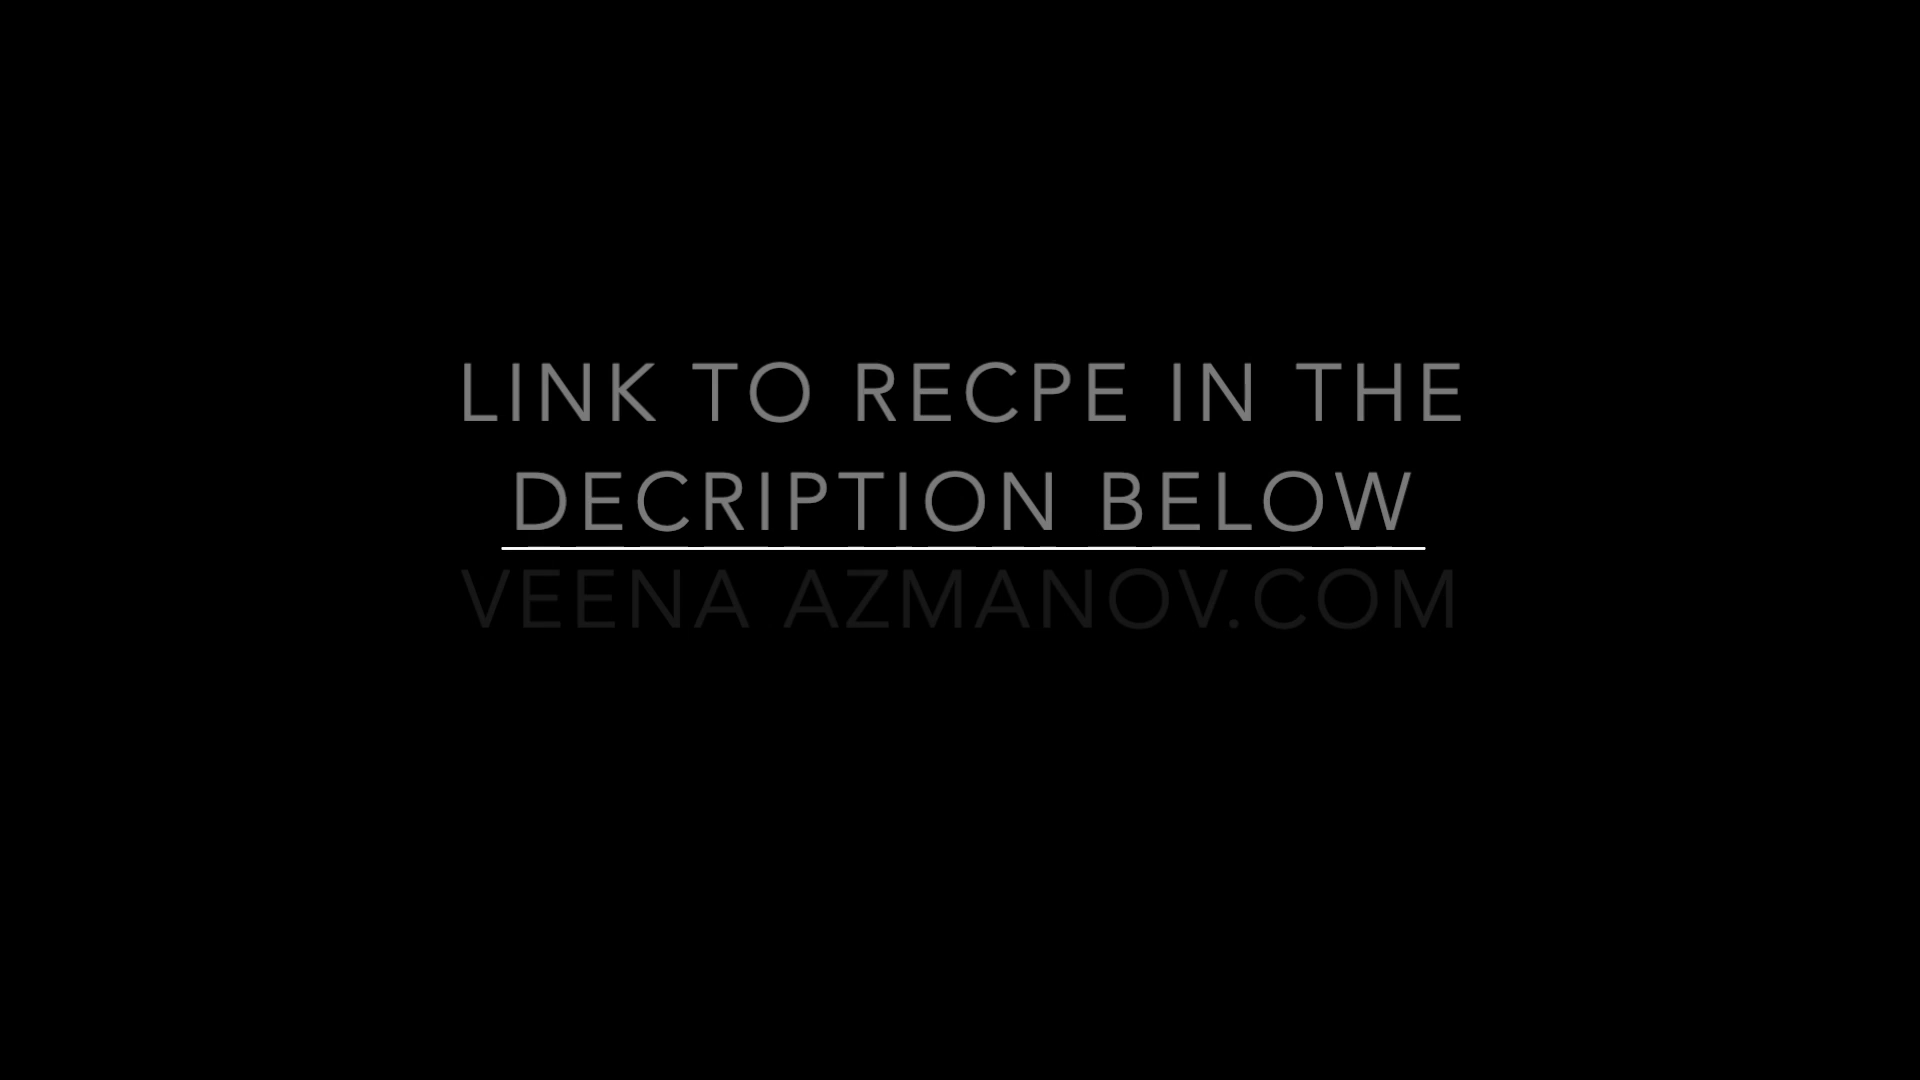 LINK TO RECPE IN THE
DECRIPTION BELOW
VEENA AZMANOV.COM